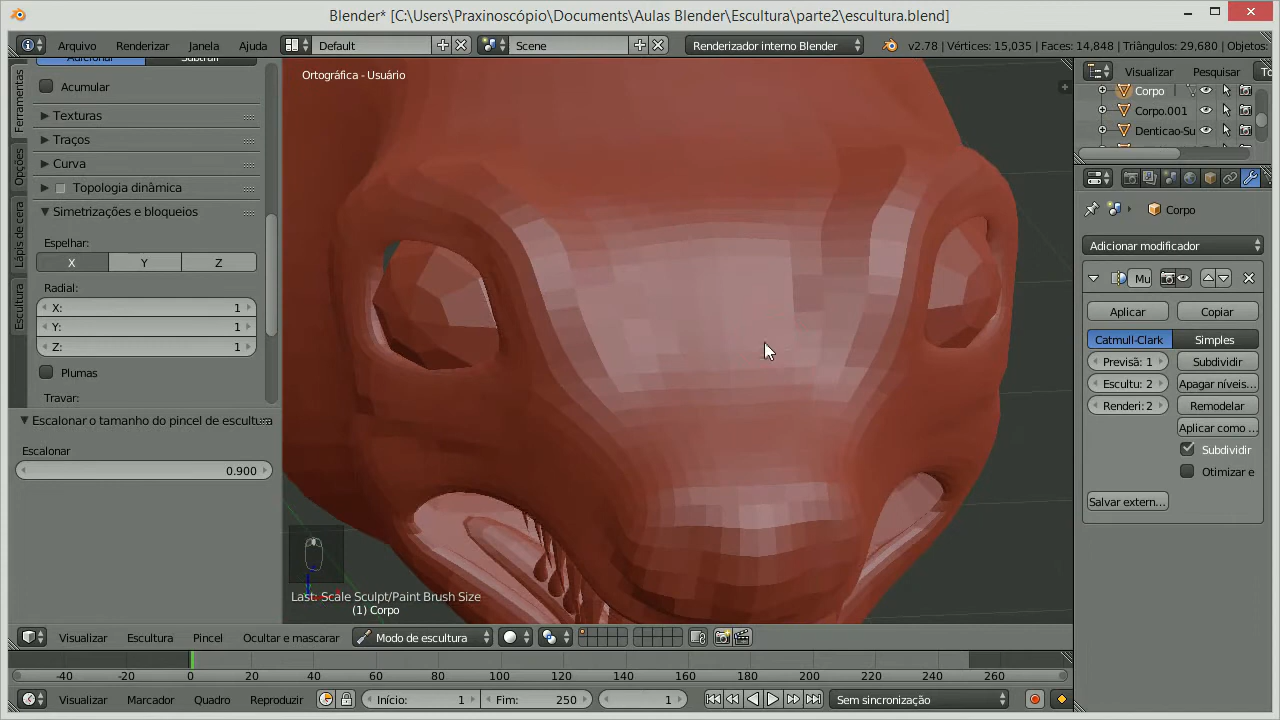 Blender* [C:\Users\Praxinoscópio\Documents\Aulas Blender\Escultura\parte2\escultura.blend]
Arquivo Renderizar Janela Ajuda Default Scene Renderizador interno Blender v2.78 | Vértices: 15,035 | Faces: 14,848 | Triângulos: 29,680 | Objetos:
Ferramentas
Opções
Lápis de cera
Escultura
Adicionar Subtrair
Acumular
Texturas
Traços
Curva
Topologia dinâmica
Simetrizações e bloqueios
Espelhar:
X Y Z
Radial:
X: 1
Y: 1
Z: 1
Plumas
Travar:
Escalonar o tamanho do pincel de escultura
Escalonar
0.900
Ortográfica - Usuário
Last: Scale Sculpt/Paint Brush Size
(1) Corpo
Visualizar Pesquisar To
Corpo
Corpo.001
Denticao-Su
Corpo
Adicionar modificador
Mu
Aplicar Copiar
Catmull-Clark Simples
Previsã: 1 Subdividir
Escultu: 2 Apagar níveis...
Renderi: 2 Remodelar
Aplicar como ...
Subdividir
Otimizar e
Salvar extern...
Visualizar Escultura Pincel Ocultar e mascarar Modo de escultura
-40 -20 0 20 40 60 80 100 120 140 160 180 200 220 240 260
Visualizar Marcador Quadro Reproduzir Início: 1 Fim: 250 1 Sem sincronização